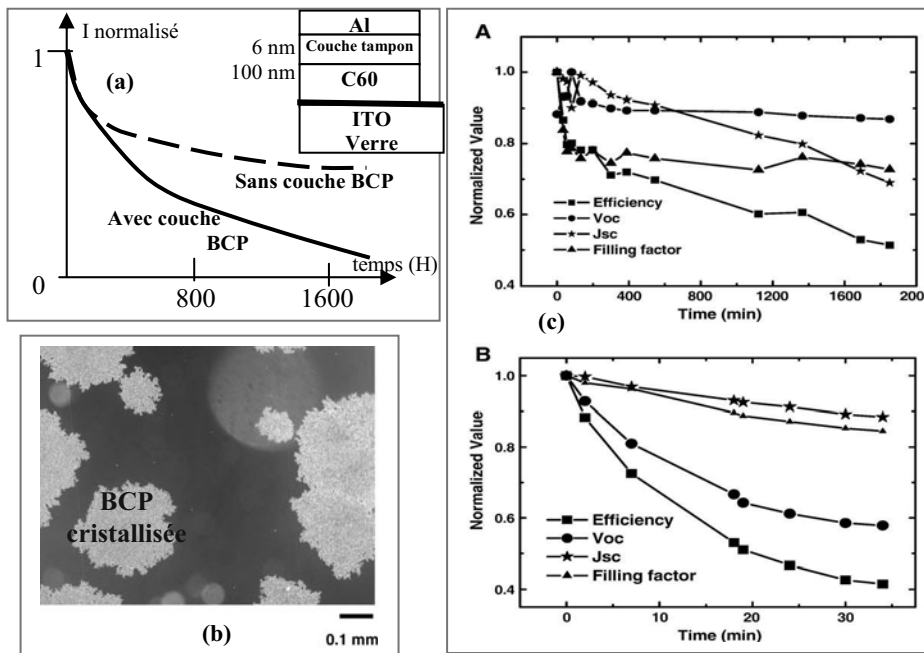 I normalisé
1
(a)
6 nm
100 nm
Al
Couche tampon
C60
ITO
Verre
Sans couche BCP
Avec couche
BCP
temps (H)
0
800
1600
BCP
cristallisée
(b)
0.1 mm
A
Normalized Value
1.0
0.8
0.6
0.4
Efficiency
Voc
Jsc
Filling factor
0 400 800 1200 1600 200
(c)
Time (min)
B
Normalized Value
1.0
0.8
0.6
0.4
Efficiency
Voc
Jsc
Filling factor
0 10 20 30
Time (min)